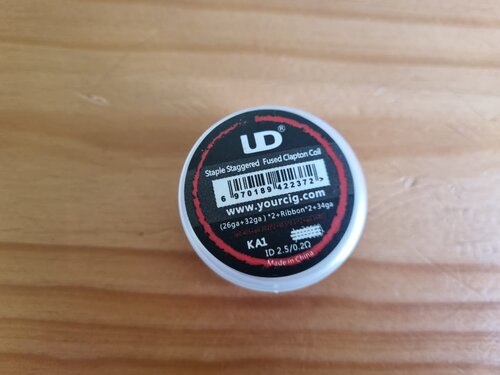 UD®
Staple Staggered Fused Clapton Coil
6 970189 422372 >
www.yourcig.com
(26ga+32ga)*2+Ribbon*2+34ga
KA1
ID 2.5/0.2Ω
Made in China